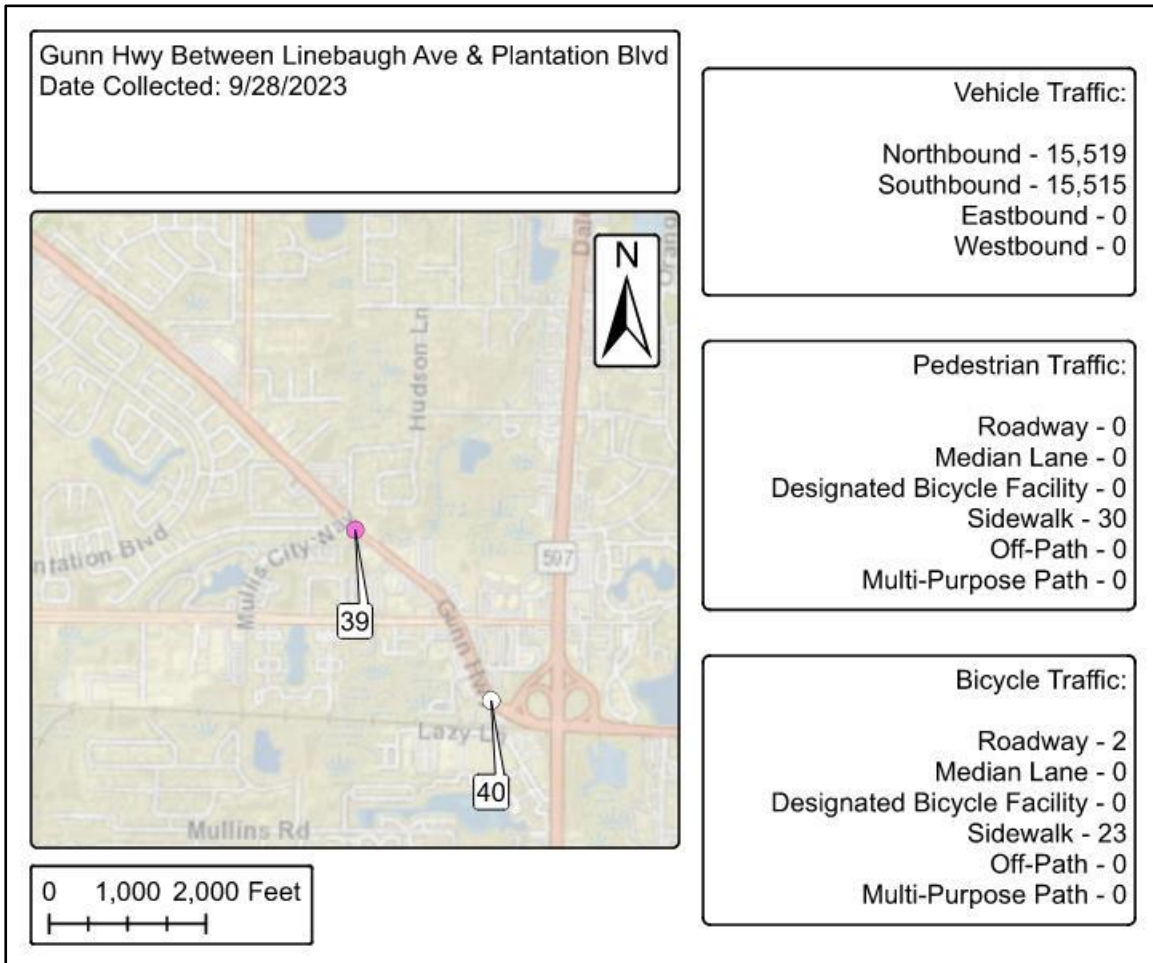 Gunn Hwy Between Linebaugh Ave & Plantation Blvd
Date Collected: 9/28/2023
Vehicle Traffic:
Northbound - 15,519
Southbound - 15,515
Eastbound - 0
Westbound - 0
Pedestrian Traffic:
Roadway - 0
Median Lane - 0
Designated Bicycle Facility - 0
Sidewalk - 30
Off-Path - 0
Multi-Purpose Path - 0
Bicycle Traffic:
Roadway - 2
Median Lane - 0
Designated Bicycle Facility - 0
Sidewalk - 23
Off-Path - 0
Multi-Purpose Path - 0
N
Dal
Orang
Hudson Ln
ntation Blvd
Mullis City Way
597
39
Gunn Hwy
Lazy Ln
40
Mullins Rd
0 1,000 2,000 Feet